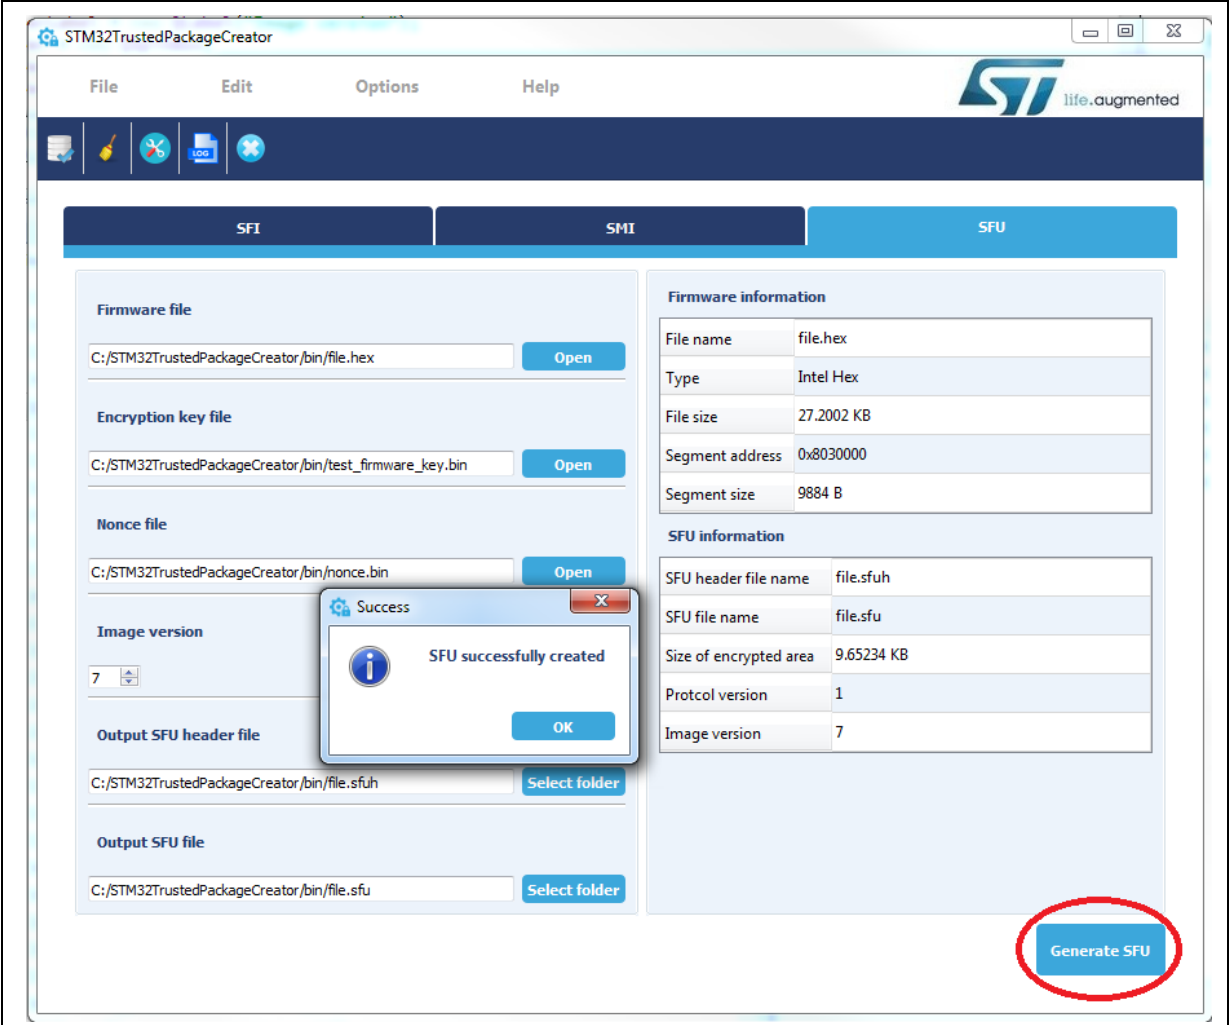 STM32TrustedPackageCreator
File Edit Options Help
life.augmented
LOG
SFI SMI SFU
Firmware file
C:/STM32TrustedPackageCreator/bin/file.hex Open
Encryption key file
C:/STM32TrustedPackageCreator/bin/test_firmware_key.bin Open
Nonce file
C:/STM32TrustedPackageCreator/bin/nonce.bin Open
Image version
7
Output SFU header file
C:/STM32TrustedPackageCreator/bin/file.sfuh Select folder
Output SFU file
C:/STM32TrustedPackageCreator/bin/file.sfu Select folder
Success
SFU successfully created
OK
Firmware information
File name file.hex
Type Intel Hex
File size 27.2002 KB
Segment address 0x8030000
Segment size 9884 B
SFU information
SFU header file name file.sfuh
SFU file name file.sfu
Size of encrypted area 9.65234 KB
Protcol version 1
Image version 7
Generate SFU